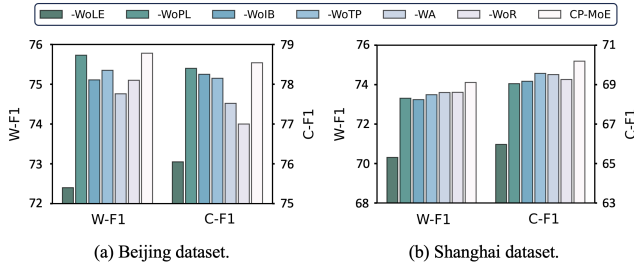 -WoLE -WoPL -WoIB -WoTP -WA -WoR CP-MoE
76 79 76 71
75 78 74 69
W-F1 74 77 C-F1 W-F1 72 67 C-F1
73 76 70 65
72 75 68 63
W-F1 C-F1 W-F1 C-F1
(a) Beijing dataset. (b) Shanghai dataset.